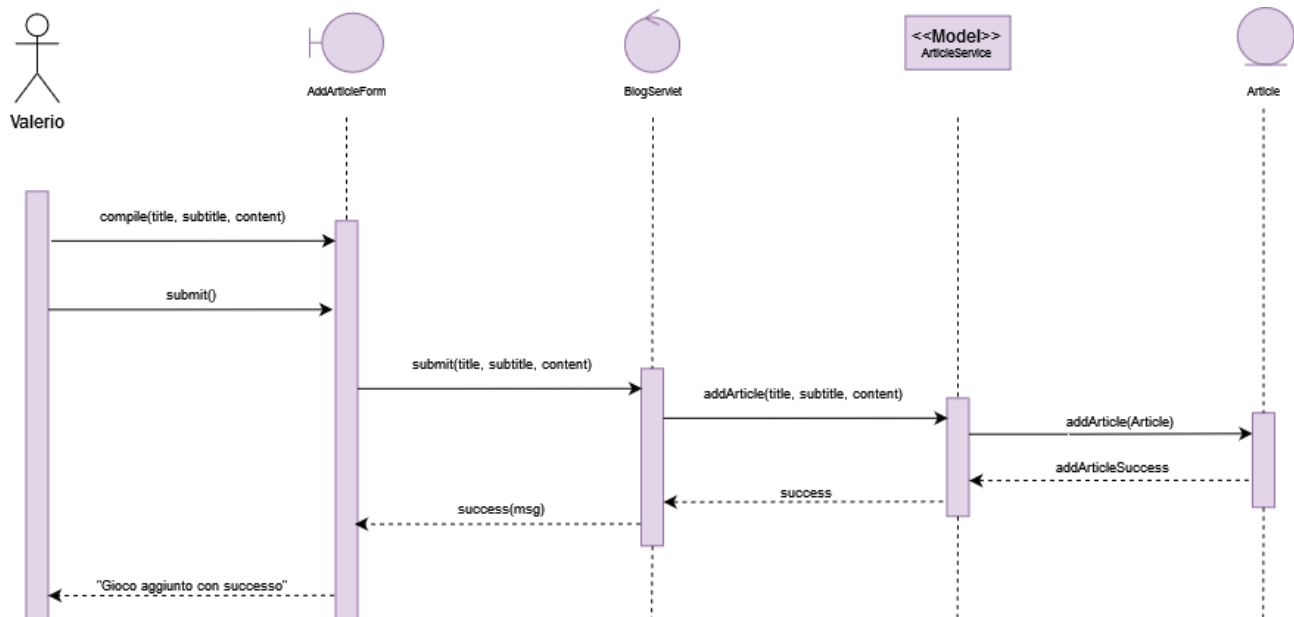 <<Model>>
ArticleService
AddArticleForm
BlogServlet
Article
Valerio
compile(title, subtitle, content)
submit()
submit(title, subtitle, content)
addArticle(title, subtitle, content)
addArticle(Article)
addArticleSuccess
success
success(msg)
"Gioco aggiunto con successo"